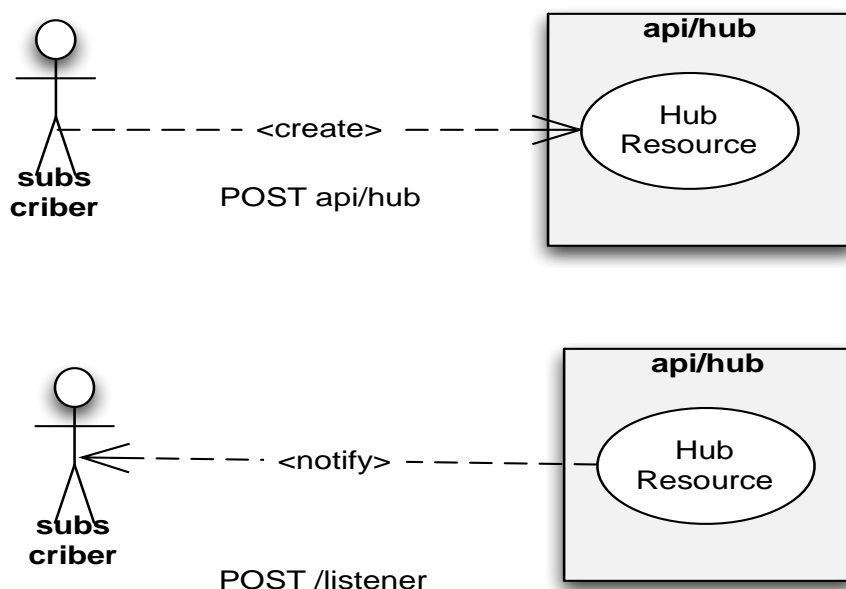 api/hub
Hub
Resource
<create>
subs
criber
POST api/hub
api/hub
Hub
Resource
<notify>
subs
criber
POST /listener